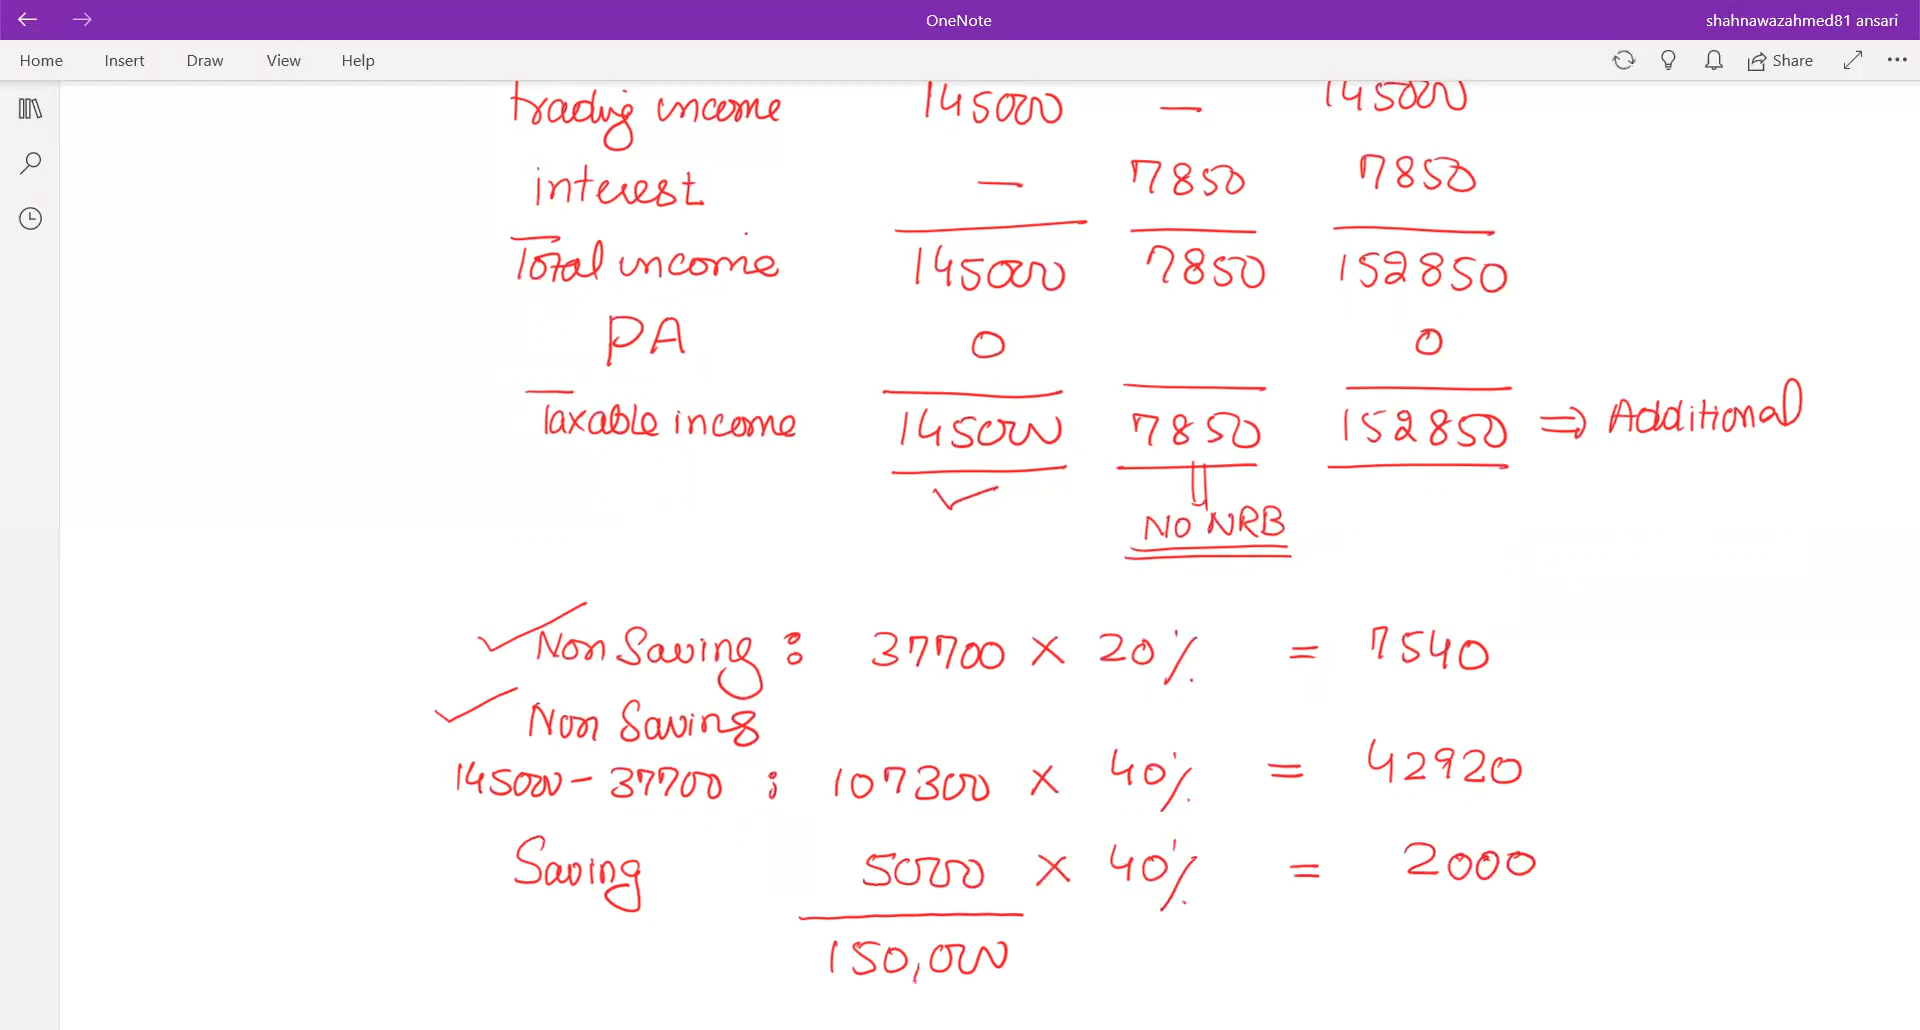 OneNote
shahnawazahmed81 ansari
Home Insert Draw View Help Share
trading income 145000 — 145000
interest — 7850 7850
Total income 145000 7850 152850
PA 0 0
Taxable income 145000 7850 152850 ⇒ Additional
NO NRB
Non Saving : 37700 × 20% = 7540
Non Saving
145000 - 37700 : 107300 × 40% = 42920
Saving 5000 × 40% = 2000
150,000